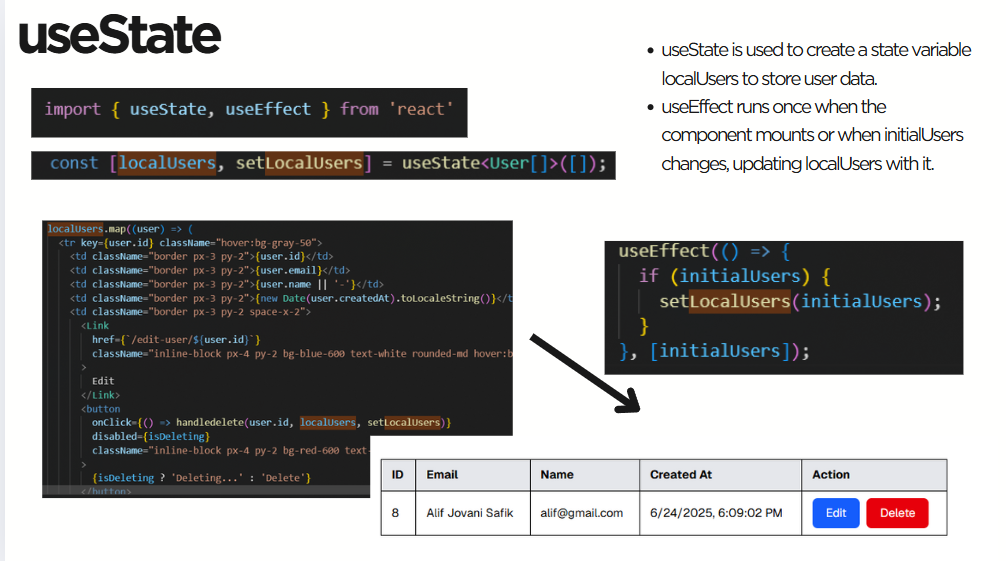 useState
• useState is used to create a state variable
localUsers to store user data.
• useEffect runs once when the
component mounts or when initialUsers
changes, updating localUsers with it.
import { useState, useEffect } from 'react'
const [localUsers, setLocalUsers] = useState<User[]>([]);
localUsers.map((user) => (
<tr key={user.id} className="hover:bg-gray-50">
<td className="border px-3 py-2">{user.id}</td>
<td className="border px-3 py-2">{user.email}</td>
<td className="border px-3 py-2">{user.name || '-'}</td>
<td className="border px-3 py-2">{new Date(user.createdAt).toLocaleString()}</t
<td className="border px-3 py-2 space-x-2">
<Link
href={`/edit-user/${user.id}`}
className="inline-block px-4 py-2 bg-blue-600 text-white rounded-md hover:b
>
Edit
</Link>
<button
onClick={() => handledelete(user.id, localUsers, setLocalUsers)}
disabled={isDeleting}
className="inline-block px-4 py-2 bg-red-600 text-
>
{isDeleting ? 'Deleting...' : 'Delete'}
</button>
useEffect(() => {
if (initialUsers) {
setLocalUsers(initialUsers);
}
}, [initialUsers]);
ID Email Name Created At Action
8 Alif Jovani Safik alif@gmail.com 6/24/2025, 6:09:02 PM Edit Delete